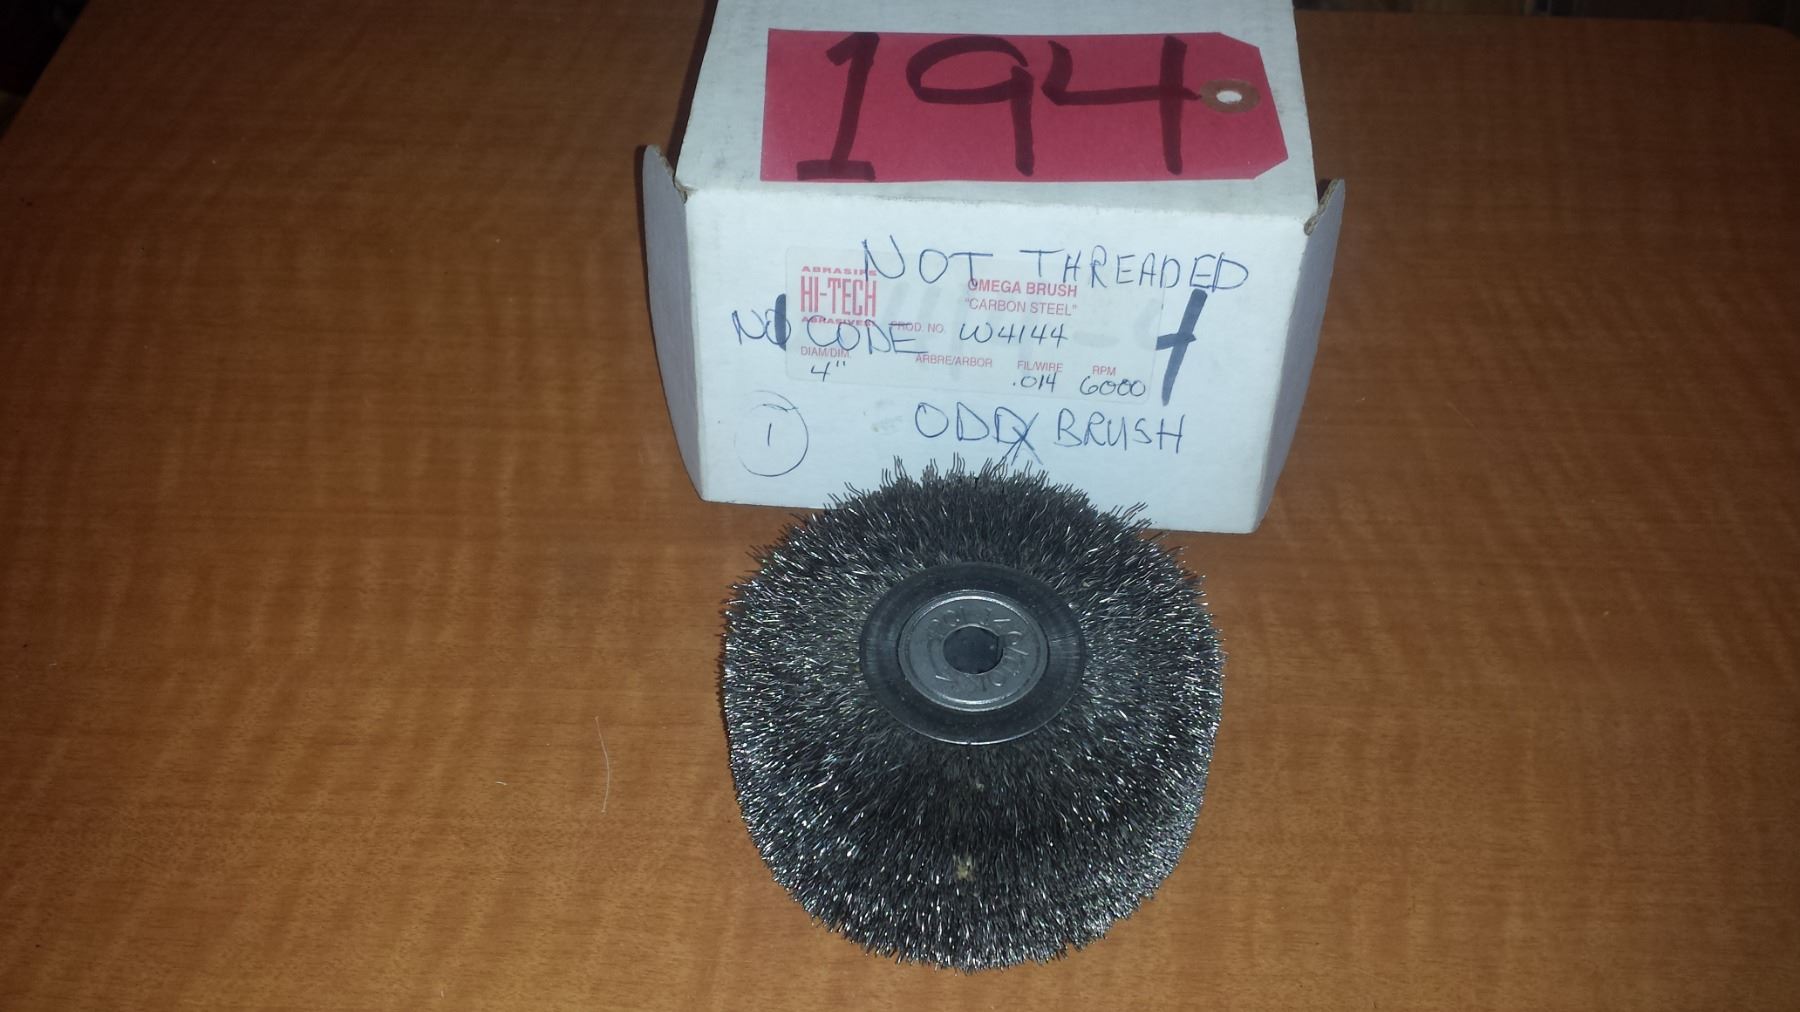 194
NOT THREADED
ABRASIFS
HI-TECH
ABRASIVES
OMEGA BRUSH
"CARBON STEEL"
NO CODE
PROD. NO. W4144
DIAM/DIM. ARBRE/ARBOR FIL/WIRE RPM
4" .014 6000
1
ODD BRUSH